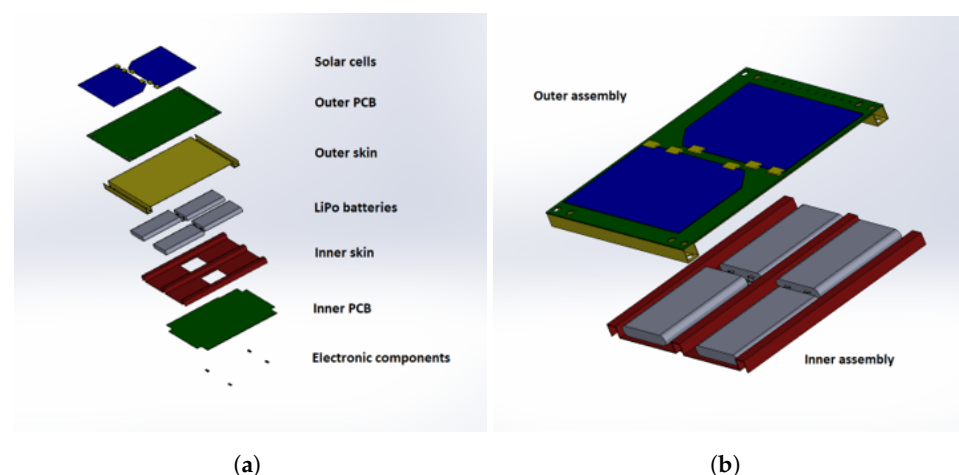 Solar cells
Outer PCB
Outer skin
LiPo batteries
Inner skin
Inner PCB
Electronic components
(a)
Outer assembly
Inner assembly
(b)